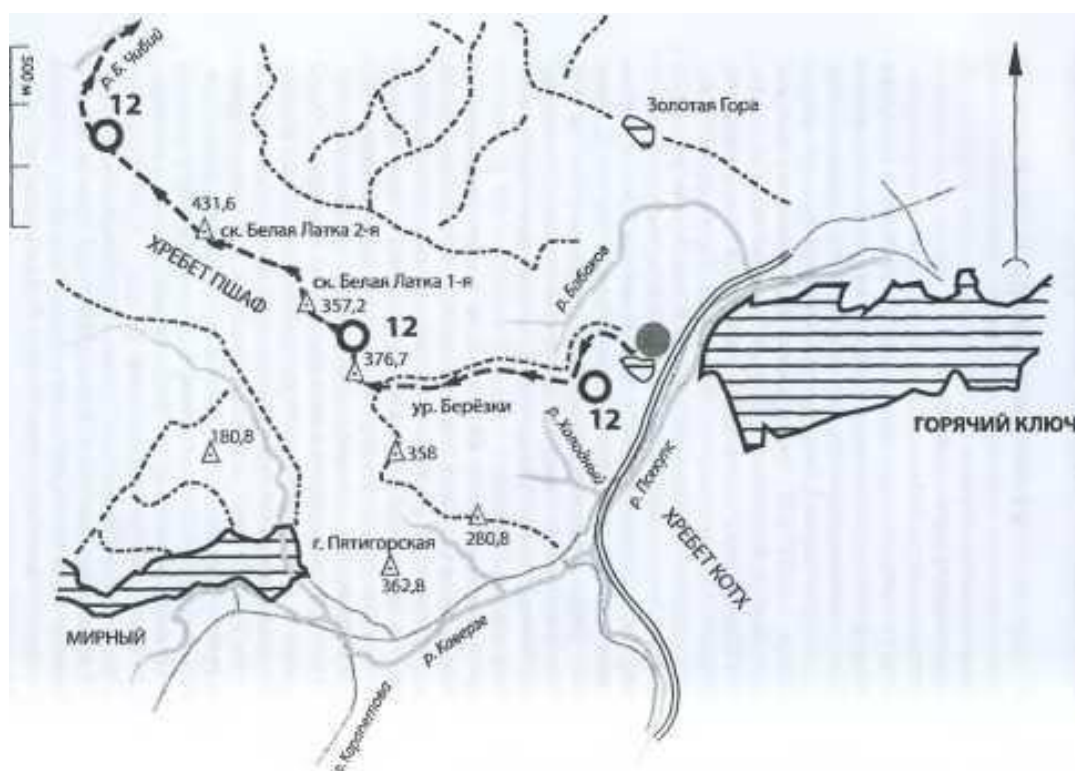 р. Б. Чибий
500 м
12
Золотая Гора
431,6
ск. Белая Латка 2-я
ХРЕБЕТ ПШАФ
ск. Белая Латка 1-я
357,2
р. Бабаков
12
376,7
ур. Берёзки
12
р. Холодный
ГОРЯЧИЙ КЛЮЧ
180,8
358
р. Псекупс
ХРЕБЕТ КОТХ
280,8
г. Пятигорская
362,8
МИРНЫЙ
р. Каверзе
Карапетова